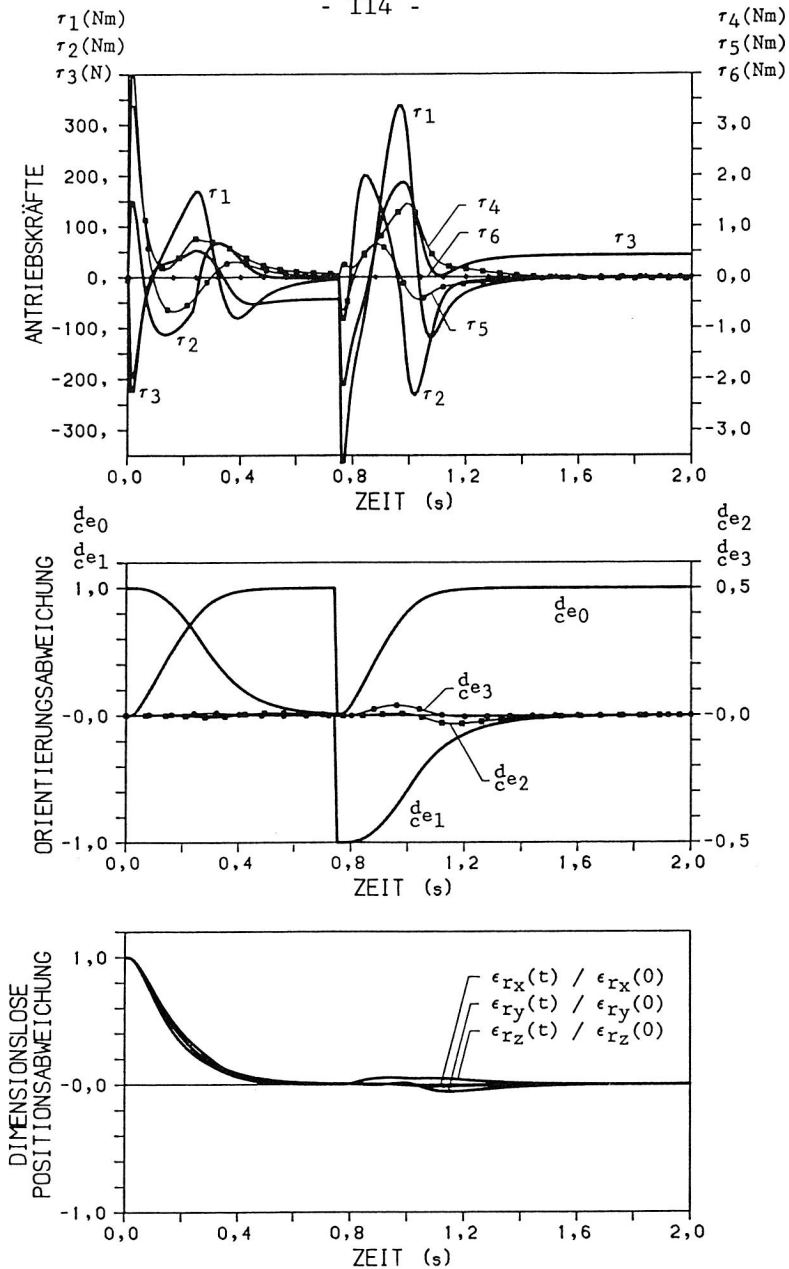 - 114 -
τ1(Nm)
τ2(Nm)
τ3(N)
τ4(Nm)
τ5(Nm)
τ6(Nm)
ANTRIEBSKRÄFTE
300,
200,
100,
0,
-100,
-200,
-300,
3,0
2,0
1,0
0,0
-1,0
-2,0
-3,0
τ1
τ2
τ3
τ1
τ4
τ6
τ3
τ5
τ2
0,0 0,4 0,8 1,2 1,6 2,0
ZEIT (s)
d c e0
d c e1
d c e2
d c e3
ORIENTIERUNGSABWEICHUNG
1,0
-0,0
-1,0
0,5
-0,0
-0,5
d c e0
d c e3
d c e2
d c e1
0,0 0,4 0,8 1,2 1,6 2,0
ZEIT (s)
DIMENSIONSLOSE
POSITIONSABWEICHUNG
1,0
-0,0
-1,0
ϵrx(t) / ϵrx(0)
ϵry(t) / ϵry(0)
ϵrz(t) / ϵrz(0)
0,0 0,4 0,8 1,2 1,6 2,0
ZEIT (s)